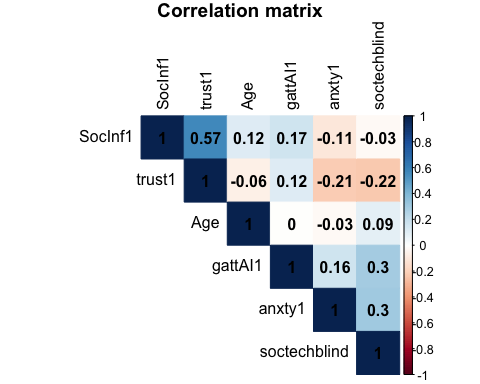 Correlation matrix
SocInf1 trust1 Age gattAI1 anxty1 soctechblind
SocInf1 1 0.57 0.12 0.17 -0.11 -0.03
trust1 1 -0.06 0.12 -0.21 -0.22
Age 1 0 -0.03 0.09
gattAI1 1 0.16 0.3
anxty1 1 0.3
soctechblind 1
1
0.8
0.6
0.4
0.2
0
-0.2
-0.4
-0.6
-0.8
-1